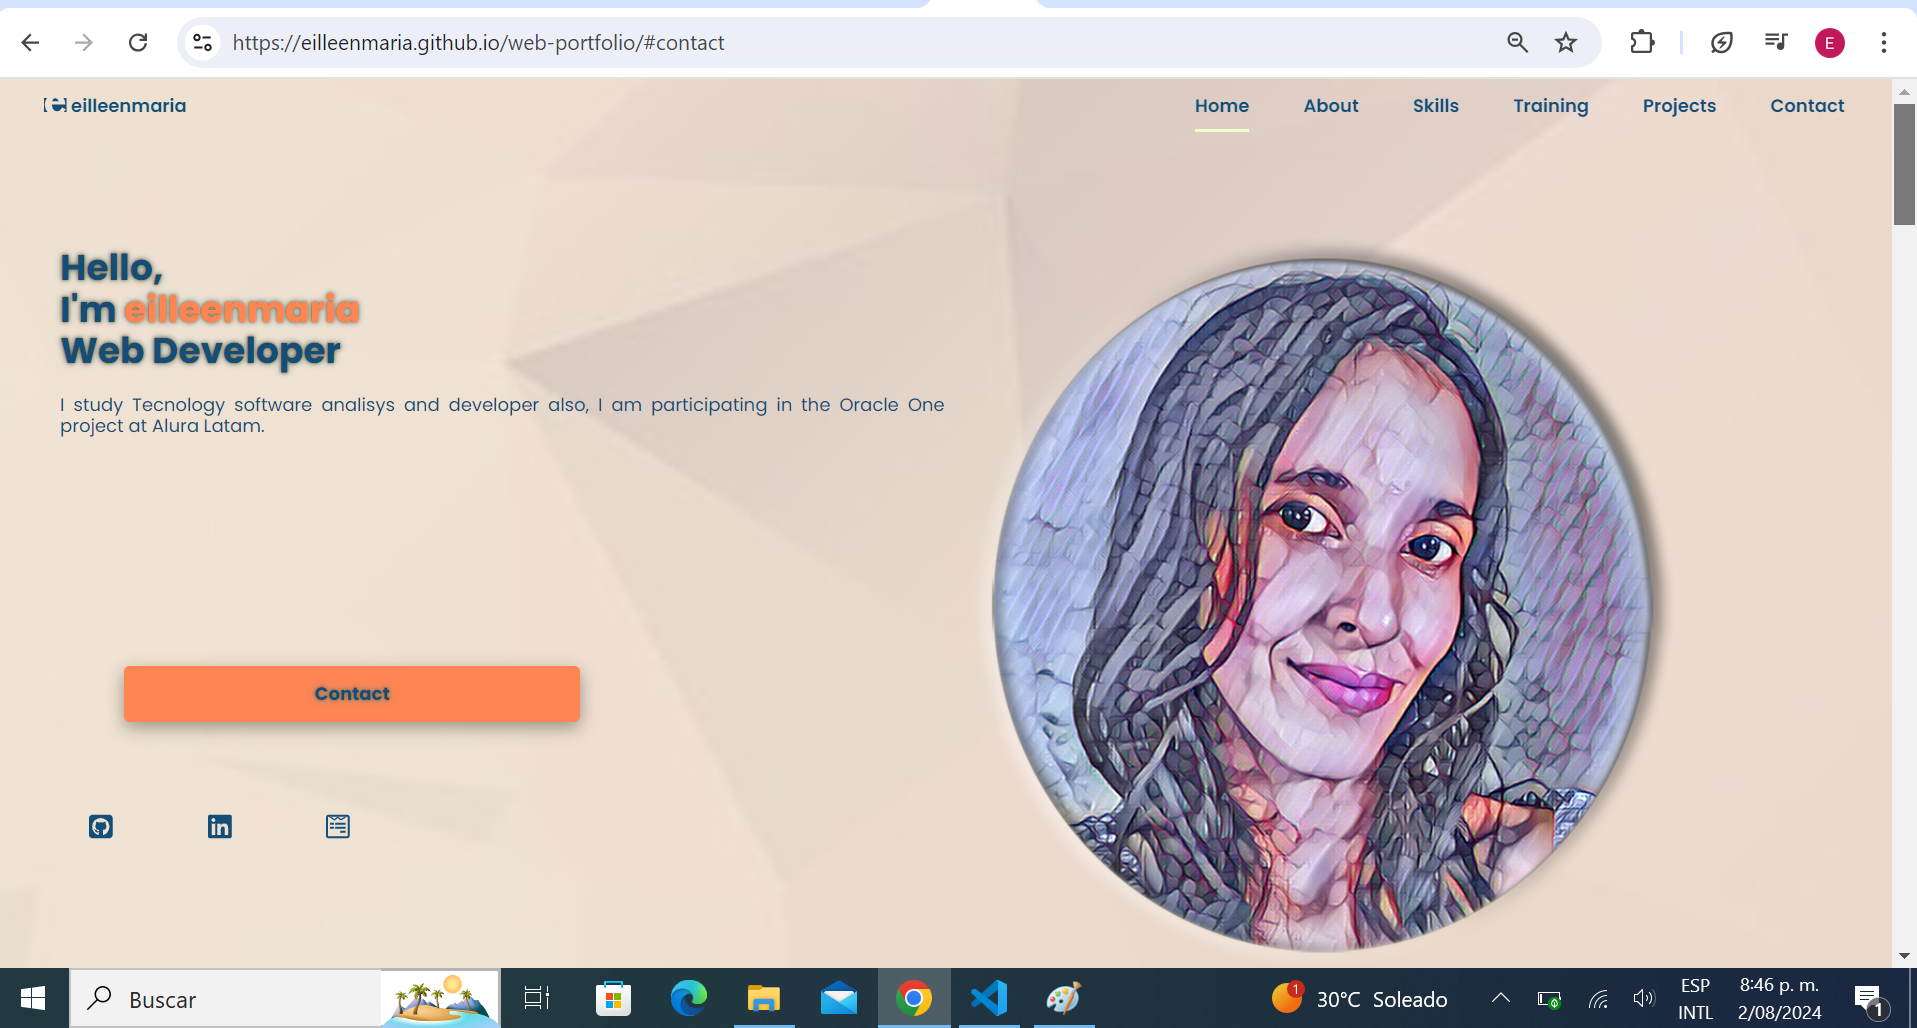 https://eilleenmaria.github.io/web-portfolio/#contact
E
eilleenmaria
Home
About
Skills
Training
Projects
Contact
Hello,
I'm eilleenmaria
Web Developer
I study Tecnology software analisys and developer also, I am participating in the Oracle One
project at Alura Latam.
Contact
in
Buscar
1
30°C Soleado
ESP
INTL
8:46 p. m.
2/08/2024
1